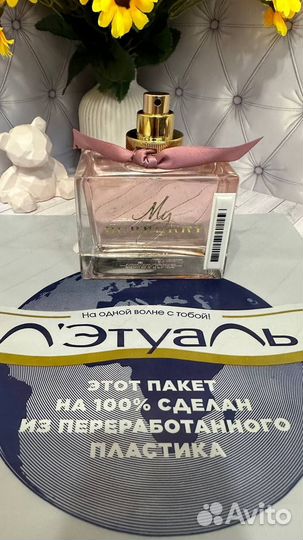 My
BURBERRY
На одной волне с тобой!
Л'ЭТУАЛЬ
ЭТОТ ПАКЕТ
НА 100% СДЕЛАН
ИЗ ПЕРЕРАБОТАННОГО
ПЛАСТИКА
Avito